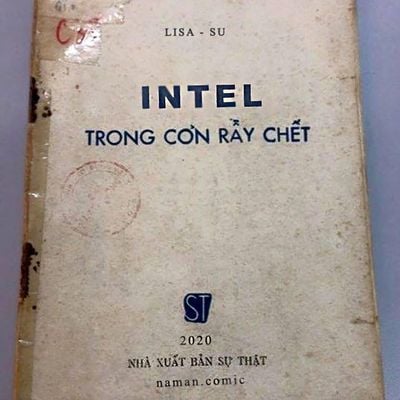 LISA - SU
INTEL
TRONG CƠN RẪY CHẾT
ST
2020
NHÀ XUẤT BẢN SỰ THẬT
naman.comic